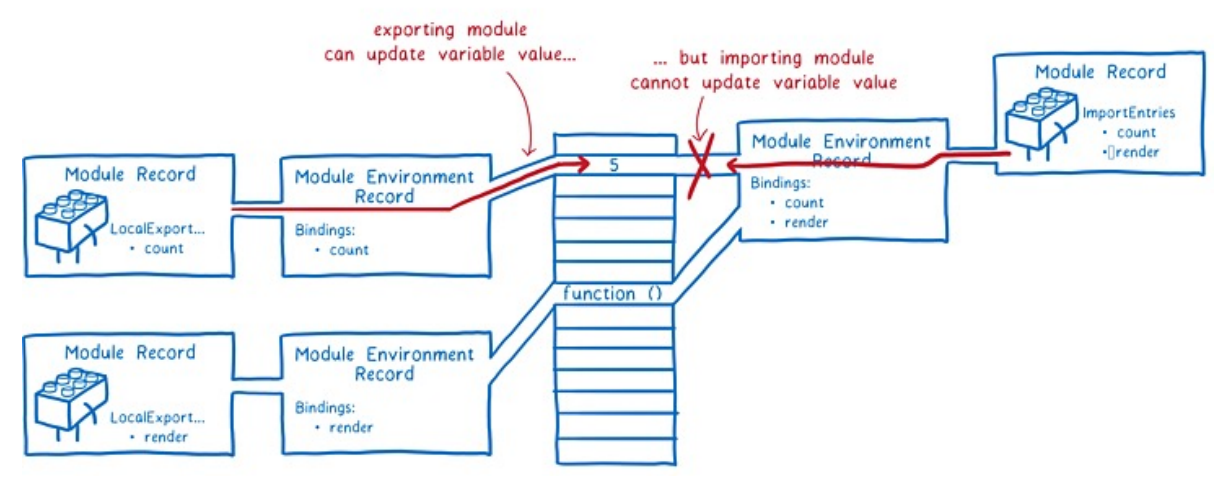 exporting module
can update variable value...
... but importing module
cannot update variable value
Module Record
ImportEntries
• count
•▯render
Module Environment
Record
Bindings:
• count
• render
5
function ()
Module Record
LocalExport...
• count
Module Environment
Record
Bindings:
• count
Module Record
LocalExport...
• render
Module Environment
Record
Bindings:
• render